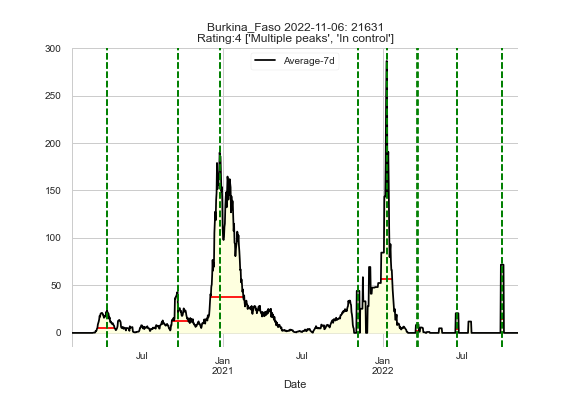 Burkina_Faso 2022-11-06: 21631
Rating:4 ['Multiple peaks', 'In control']
Average-7d
300
250
200
150
100
50
0
Jul
Jan
2021
Jul
Jan
2022
Jul
Date